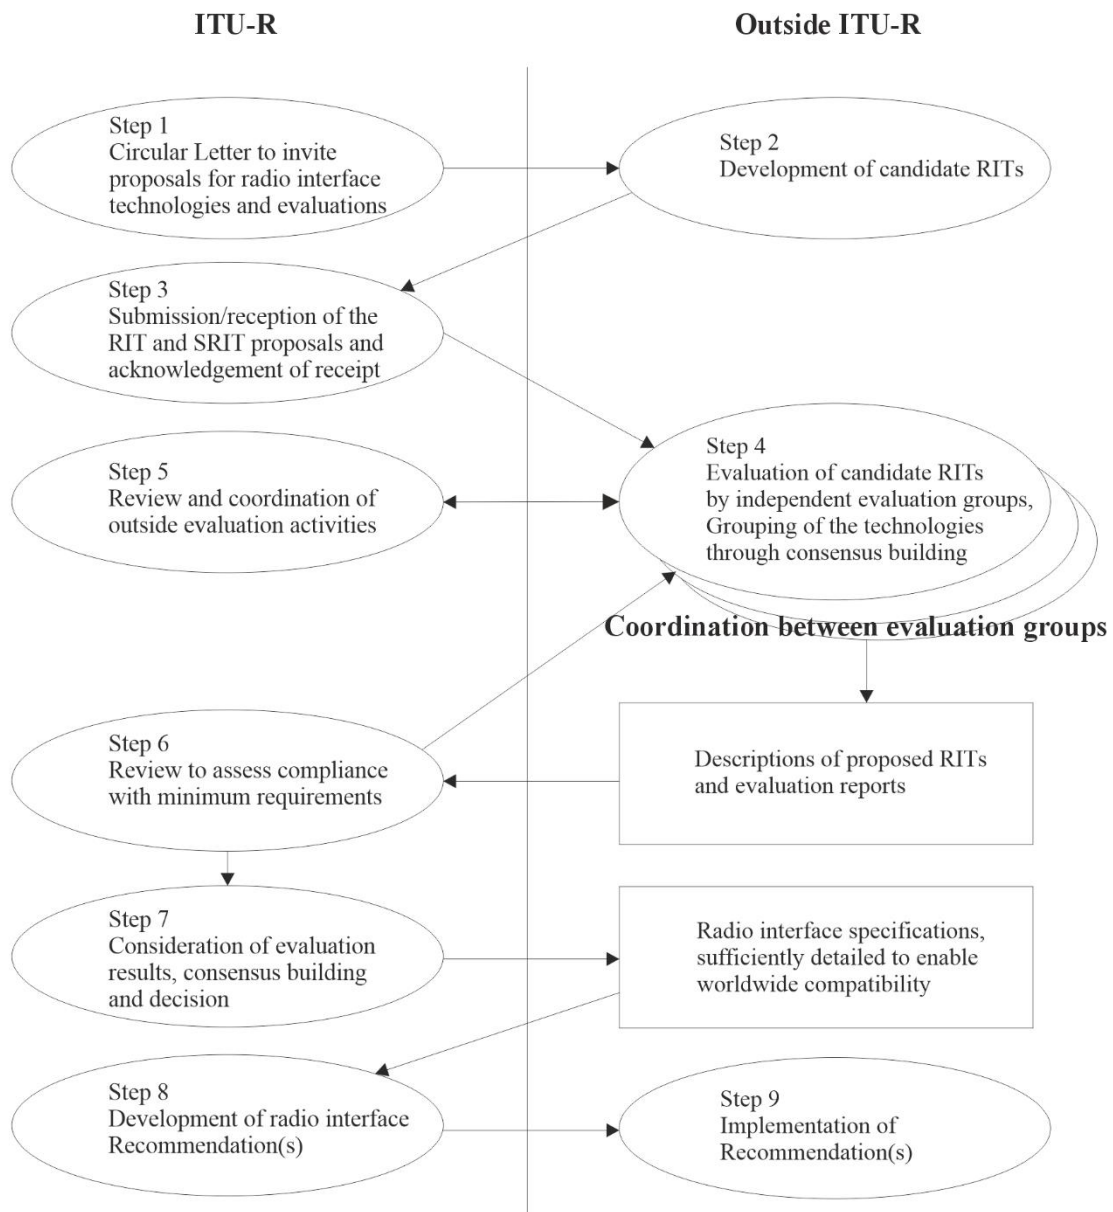 ITU-R
Outside ITU-R
Step 1
Circular Letter to invite
proposals for radio interface
technologies and evaluations
Step 2
Development of candidate RITs
Step 3
Submission/reception of the
RIT and SRIT proposals and
acknowledgement of receipt
Step 4
Evaluation of candidate RITs
by independent evaluation groups,
Grouping of the technologies
through consensus building
Step 5
Review and coordination of
outside evaluation activities
Coordination between evaluation groups
Step 6
Review to assess compliance
with minimum requirements
Descriptions of proposed RITs
and evaluation reports
Step 7
Consideration of evaluation
results, consensus building
and decision
Radio interface specifications,
sufficiently detailed to enable
worldwide compatibility
Step 8
Development of radio interface
Recommendation(s)
Step 9
Implementation of
Recommendation(s)